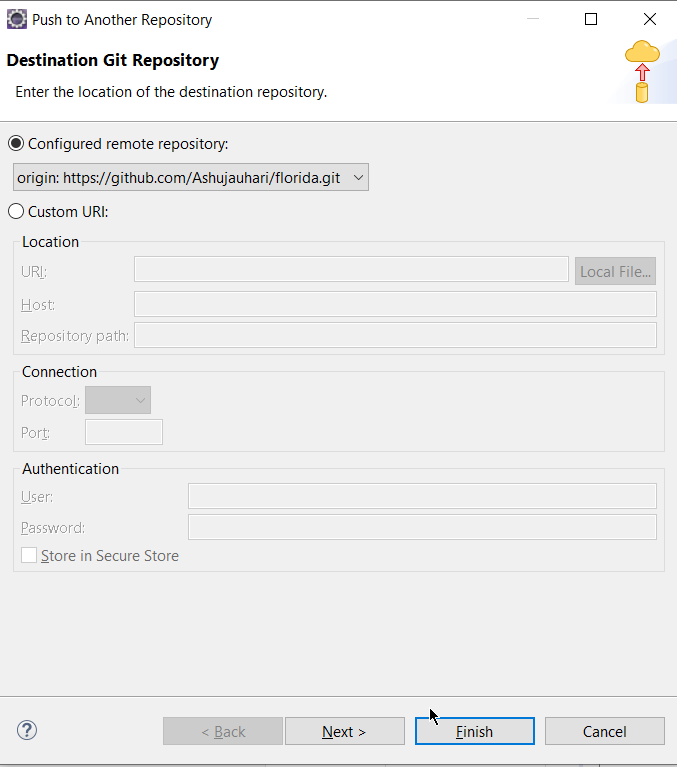 Push to Another Repository
Destination Git Repository
Enter the location of the destination repository.
Configured remote repository:
origin: https://github.com/Ashujauhari/florida.git
Custom URI:
Location
URI:
Local File...
Host:
Repository path:
Connection
Protocol:
Port:
Authentication
User:
Password:
Store in Secure Store
?
< Back
Next >
Finish
Cancel